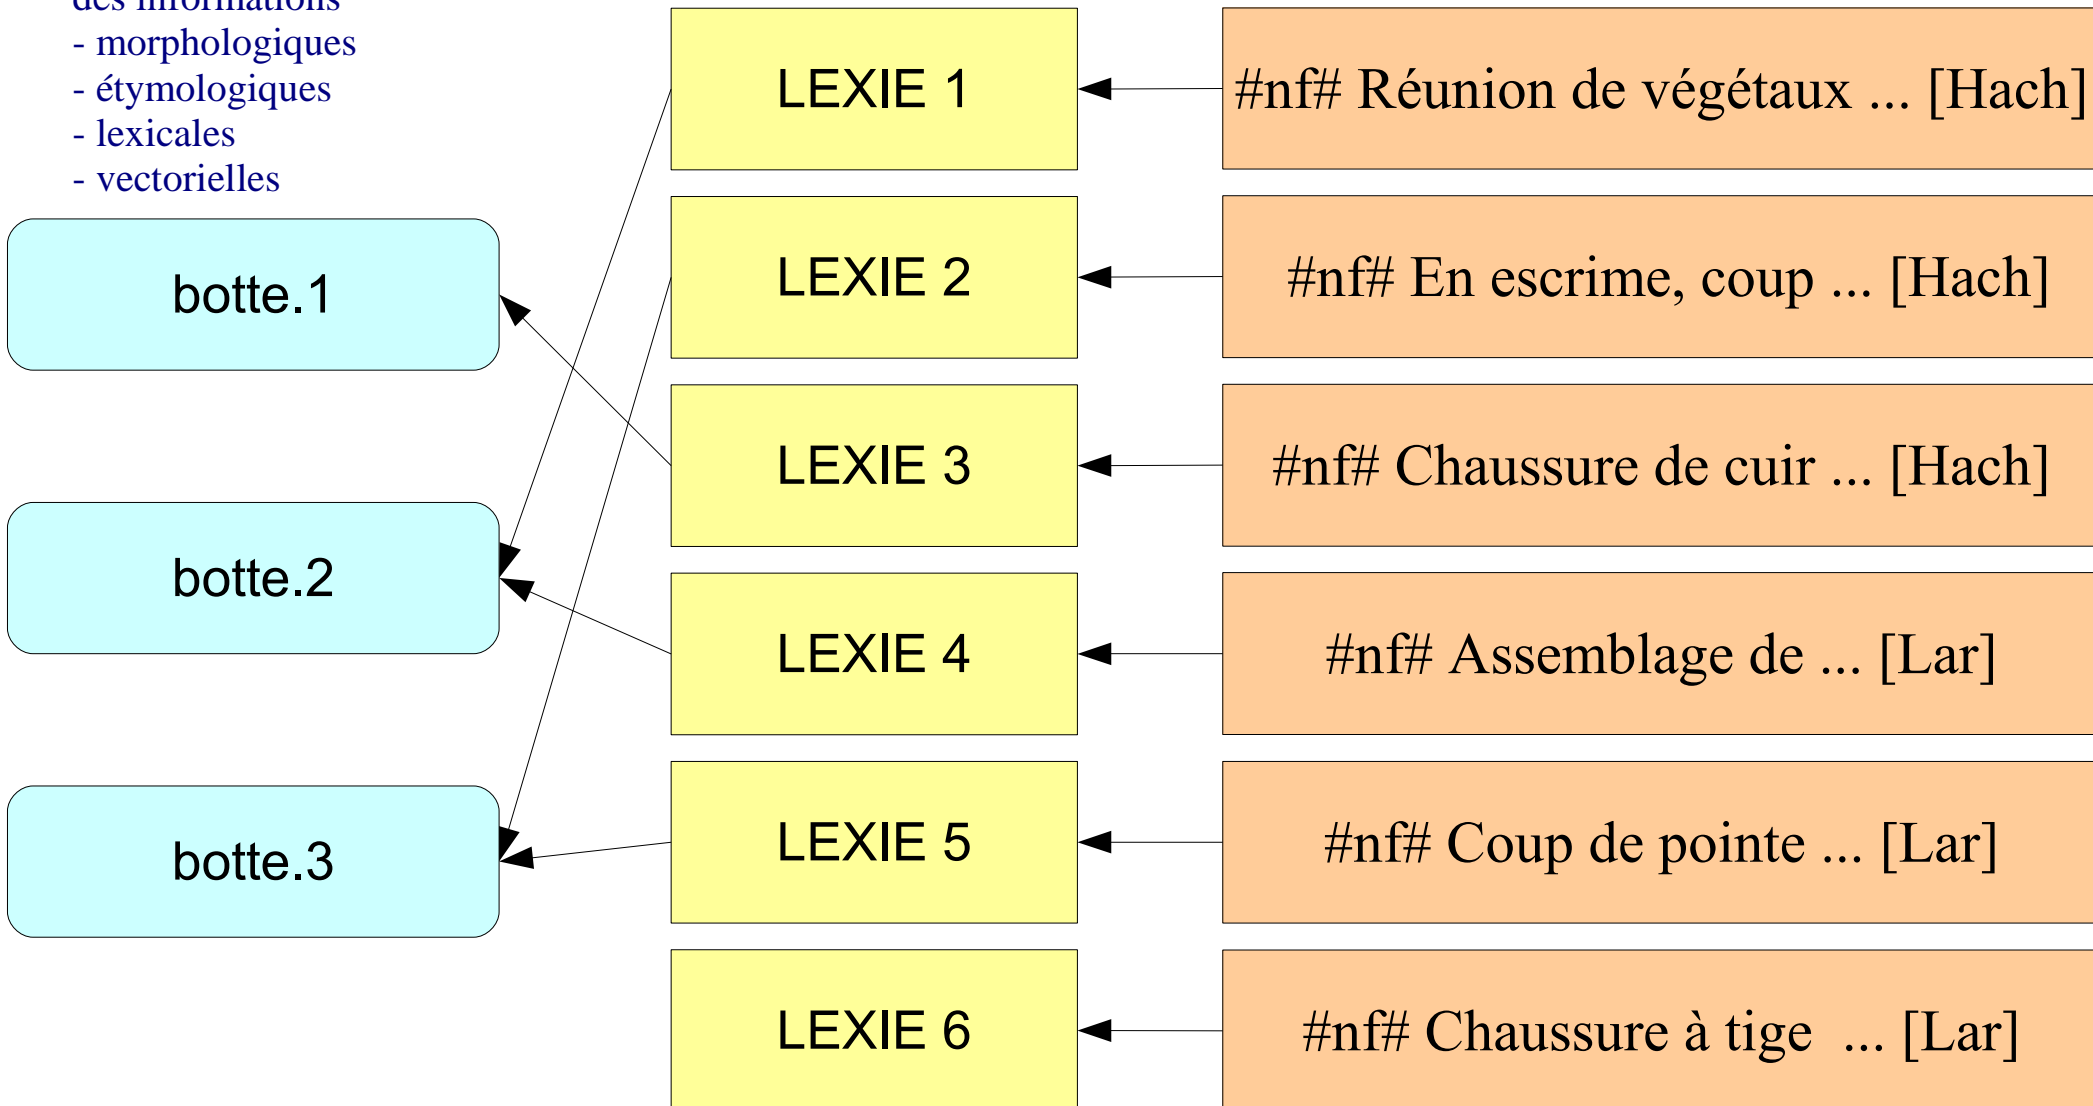 des informations
- morphologiques
- étymologiques
- lexicales
- vectorielles
botte.1
botte.2
botte.3
LEXIE 1
LEXIE 2
LEXIE 3
LEXIE 4
LEXIE 5
LEXIE 6
#nf# Réunion de végétaux ... [Hach]
#nf# En escrime, coup ... [Hach]
#nf# Chaussure de cuir ... [Hach]
#nf# Assemblage de ... [Lar]
#nf# Coup de pointe ... [Lar]
#nf# Chaussure à tige  ... [Lar]